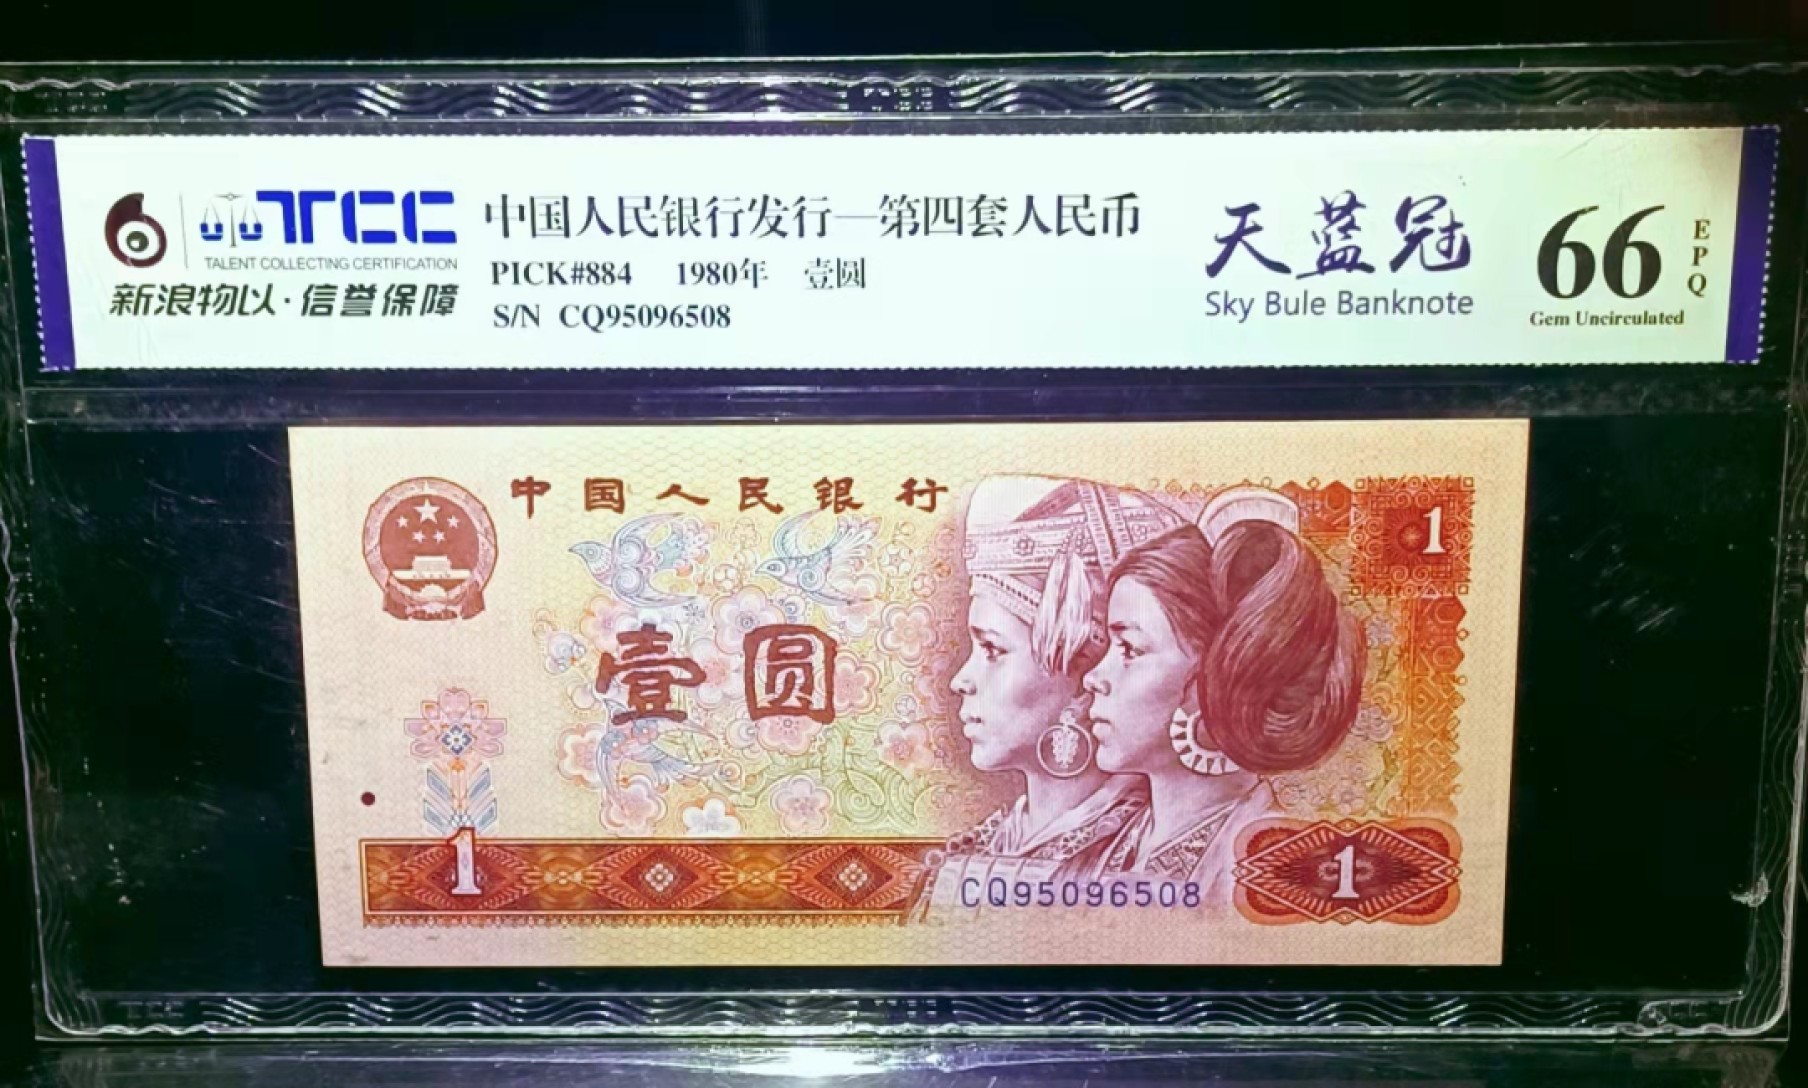 TCC
TALENT COLLECTING CERTIFICATION
新浪物以·信誉保障
中国人民银行发行—第四套人民币
PICK#884 1980年 壹圆
S/N CQ95096508
天蓝冠
Sky Bule Banknote
66
EPQ
Gem Uncirculated
中国人民银行
1
壹圆
1
CQ95096508
1